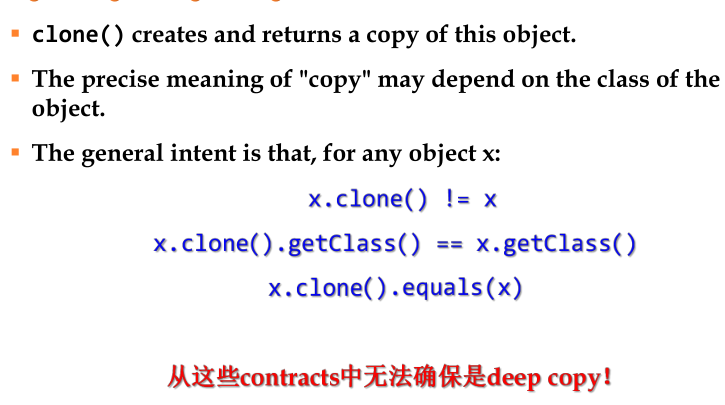 ▪ clone() creates and returns a copy of this object.
▪ The precise meaning of "copy" may depend on the class of the
object.
▪ The general intent is that, for any object x:
x.clone() != x
x.clone().getClass() == x.getClass()
x.clone().equals(x)
从这些contracts中无法确保是deep copy！